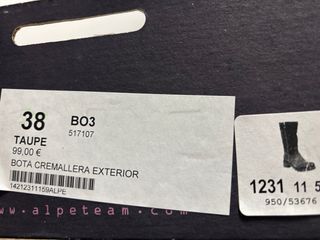 38 BO3
517107
TAUPE
99,00 €
BOTA CREMALLERA EXTERIOR
14212311159ALPE
www.alpeteam.com
1231 11 5
950/53676